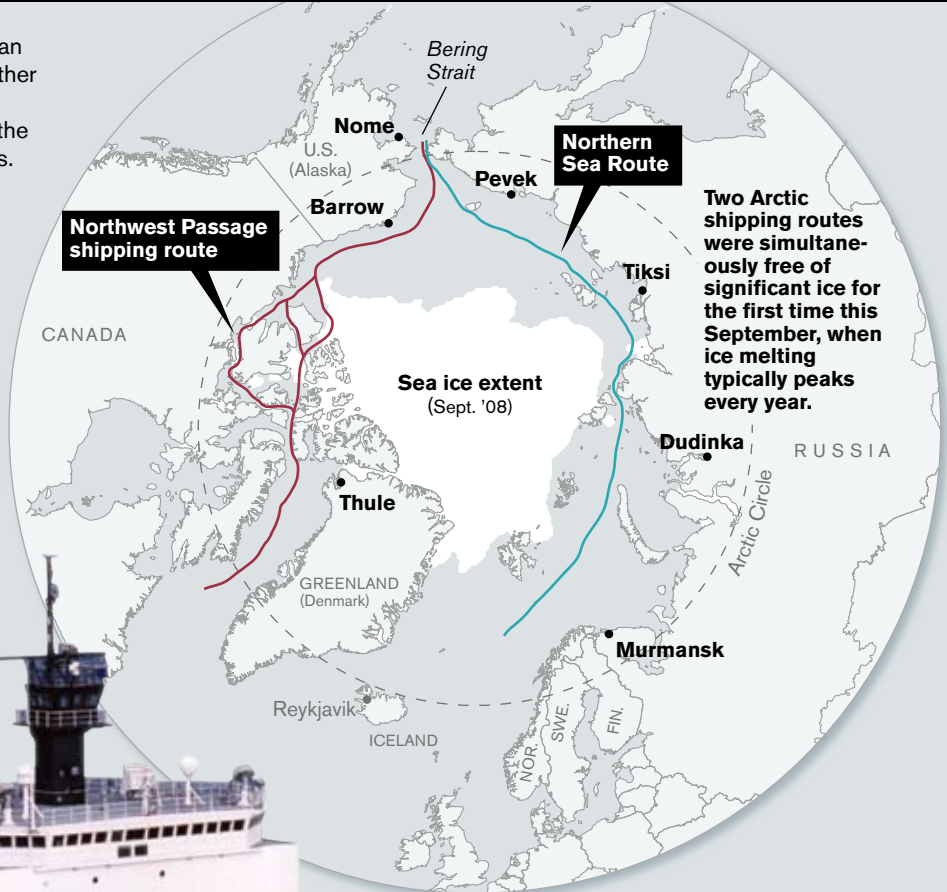 an
ther
the
s.
Bering
Strait
Nome
U.S.
(Alaska)
Barrow
Pevek
Northern
Sea Route
Northwest Passage
shipping route
Tiksi
Two Arctic
shipping routes
were simultane-
ously free of
significant ice for
the first time this
September, when
ice melting
typically peaks
every year.
CANADA
Sea ice extent
(Sept. '08)
Dudinka
RUSSIA
Thule
Arctic Circle
GREENLAND
(Denmark)
Murmansk
Reykjavik
ICELAND
NOR.
SWE.
FIN.